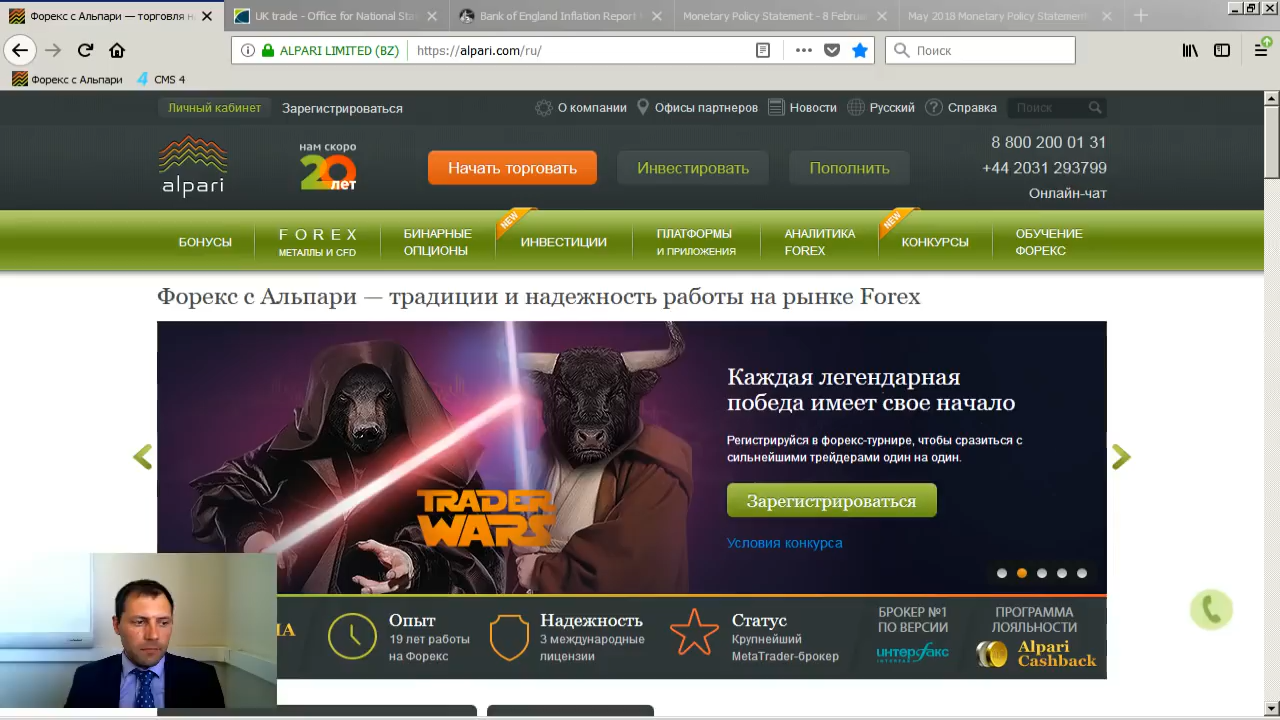 Форекс с Альпари — торговля н
UK trade - Office for National Sta
Bank of England Inflation Report
Monetary Policy Statement - 8 Februa
May 2018 Monetary Policy Statement
ALPARI LIMITED (BZ)
https://alpari.com/ru/
Поиск
Форекс с Альпари
CMS 4
Личный кабинет
Зарегистрироваться
О компании
Офисы партнеров
Новости
Русский
Справка
Поиск
alpari
нам скоро
20 лет
Начать торговать
Инвестировать
Пополнить
8 800 200 01 31
+44 2031 293799
Онлайн-чат
БОНУСЫ
FOREX
МЕТАЛЛЫ И CFD
БИНАРНЫЕ
ОПЦИОНЫ
NEW
ИНВЕСТИЦИИ
ПЛАТФОРМЫ
И ПРИЛОЖЕНИЯ
АНАЛИТИКА
FOREX
NEW
КОНКУРСЫ
ОБУЧЕНИЕ
ФОРЕКС
Форекс с Альпари — традиции и надежность работы на рынке Forex
TRADER
WARS
Каждая легендарная
победа имеет свое начало
Регистрируйся в форекс-турнире, чтобы сразиться с
сильнейшими трейдерами один на один.
Зарегистрироваться
Условия конкурса
Опыт
19 лет работы
на Форекс
Надежность
3 международные
лицензии
Статус
Крупнейший
MetaTrader-брокер
БРОКЕР №1
ПО ВЕРСИИ
интерфакс
INTERFAX
ПРОГРАММА
ЛОЯЛЬНОСТИ
Alpari
Cashback